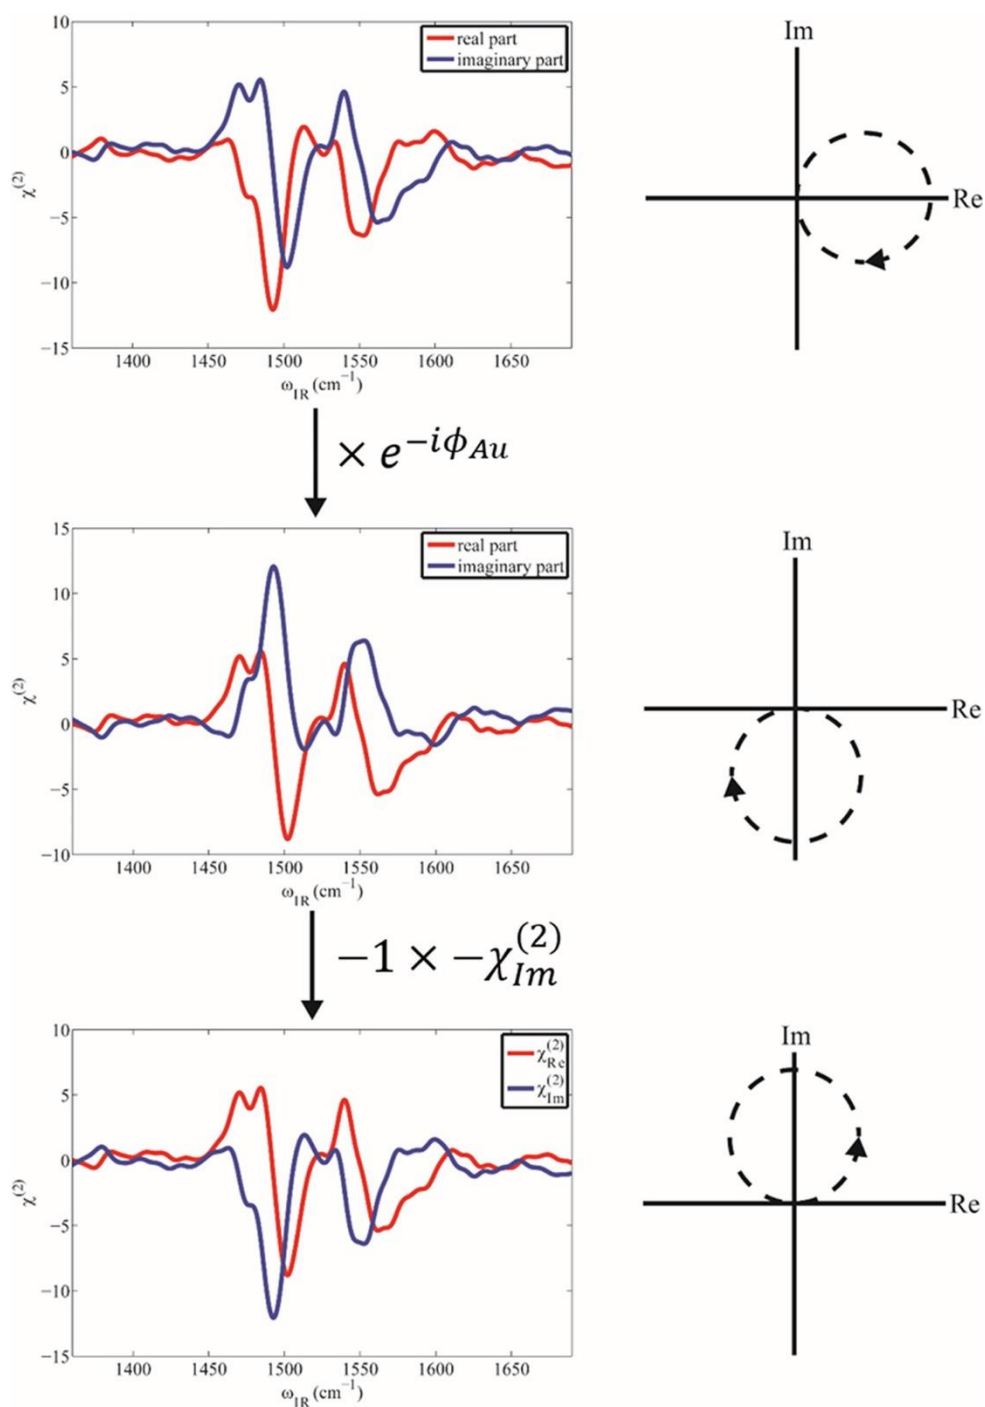 10
real part
imaginary part
5
0
−5
−10
−15
χ(2)
1400 1450 1500 1550 1600 1650
ωIR (cm−1)
Im
Re
× e−iϕAu
15
real part
imaginary part
10
5
0
−5
−10
χ(2)
1400 1450 1500 1550 1600 1650
ωIR (cm−1)
Im
Re
−1 × −χ(2)Im
10
χ(2)Re
χ(2)Im
5
0
−5
−10
−15
χ(2)
1400 1450 1500 1550 1600 1650
ωIR (cm−1)
Im
Re